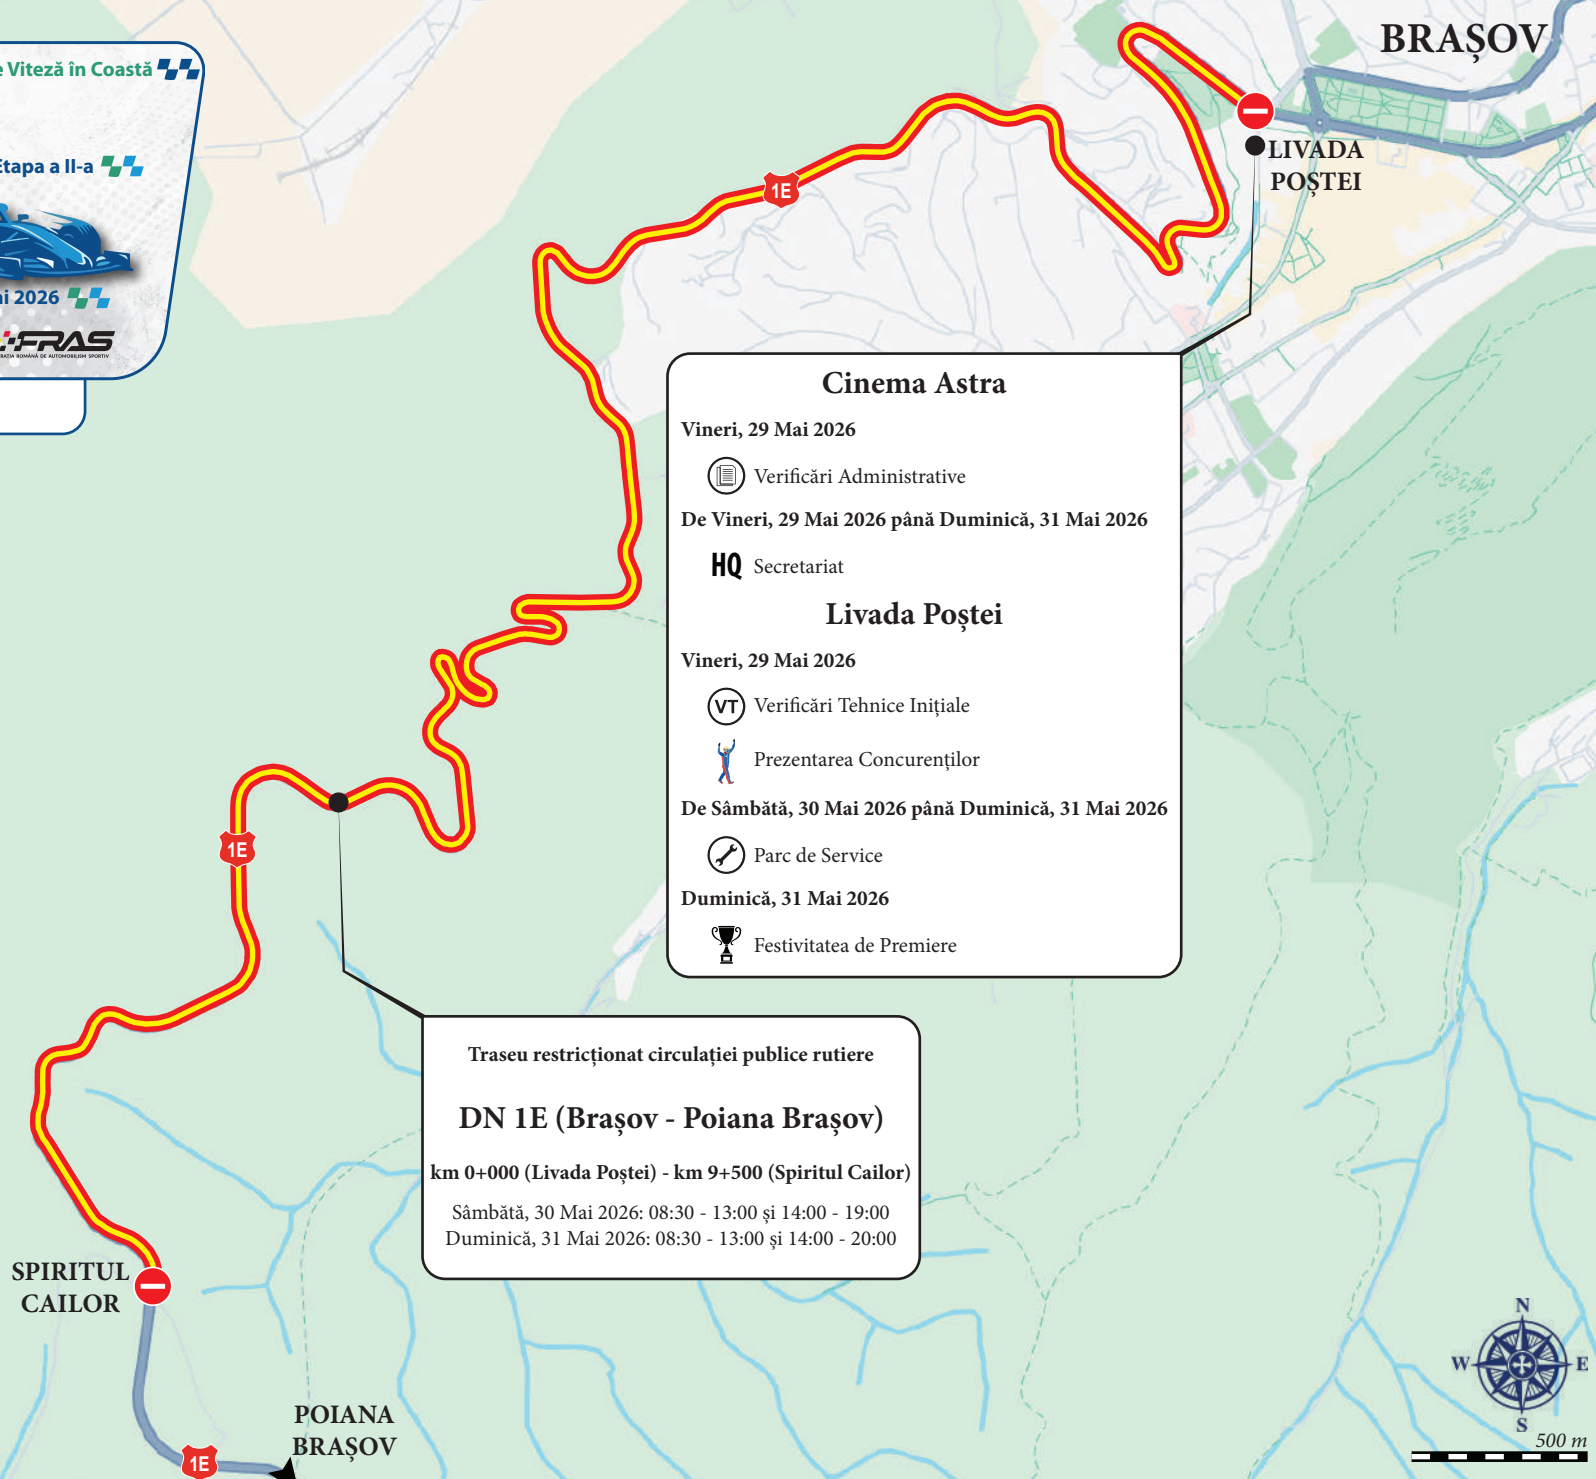 BRAȘOV
e Viteză în Coastă
Etapa a II-a
2026
FRAS
ROMÂNĂ DE AUTOMOBILISM SPORTIV
LIVADA
POȘTEI
1E
Cinema Astra
Vineri, 29 Mai 2026
Verificări Administrative
De Vineri, 29 Mai 2026 până Duminică, 31 Mai 2026
HQ Secretariat
Livada Poștei
Vineri, 29 Mai 2026
VT Verificări Tehnice Inițiale
Prezentarea Concurenților
De Sâmbătă, 30 Mai 2026 până Duminică, 31 Mai 2026
Parc de Service
Duminică, 31 Mai 2026
Festivitatea de Premiere
1E
Traseu restricționat circulației publice rutiere
DN 1E (Brașov - Poiana Brașov)
km 0+000 (Livada Poștei) - km 9+500 (Spiritul Cailor)
Sâmbătă, 30 Mai 2026: 08:30 - 13:00 și 14:00 - 19:00
Duminică, 31 Mai 2026: 08:30 - 13:00 și 14:00 - 20:00
SPIRITUL
CAILOR
POIANA
BRAȘOV
1E
N
W E
S
500 m